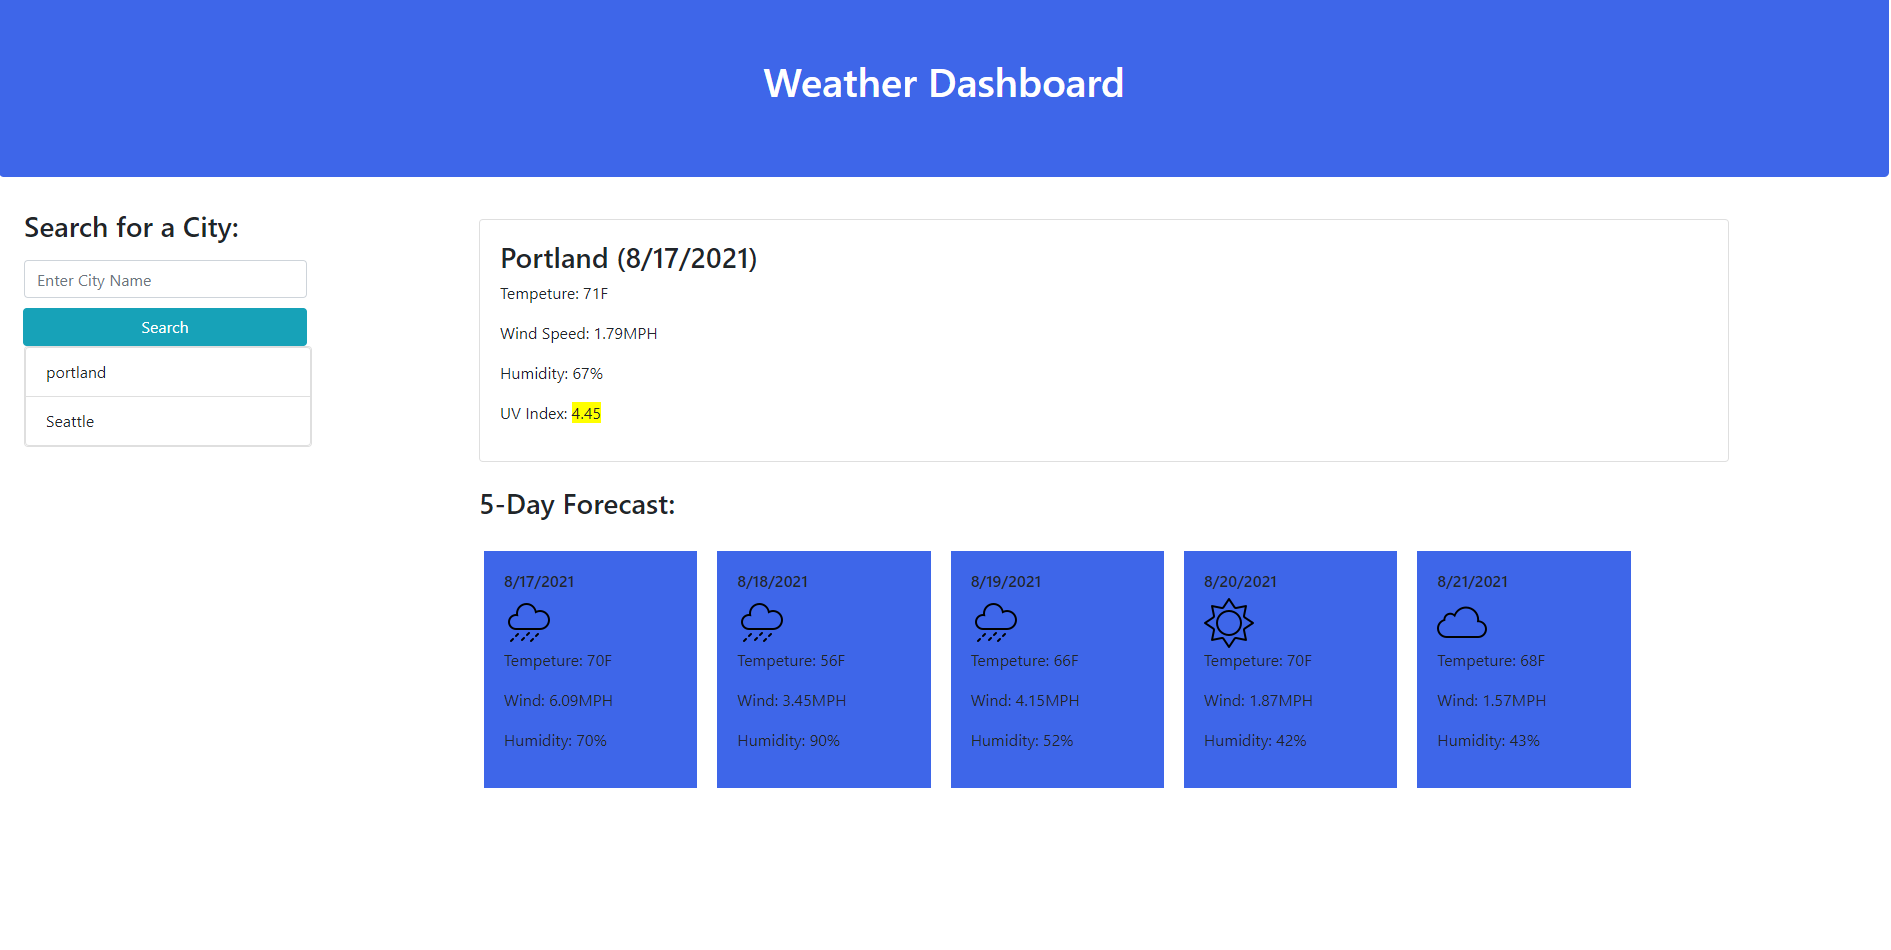 Weather Dashboard
Search for a City:
Enter City Name
Search
portland
Seattle
Portland (8/17/2021)
Tempeture: 71F
Wind Speed: 1.79MPH
Humidity: 67%
UV Index: 4.45
5-Day Forecast:
8/17/2021
Tempeture: 70F
Wind: 6.09MPH
Humidity: 70%
8/18/2021
Tempeture: 56F
Wind: 3.45MPH
Humidity: 90%
8/19/2021
Tempeture: 66F
Wind: 4.15MPH
Humidity: 52%
8/20/2021
Tempeture: 70F
Wind: 1.87MPH
Humidity: 42%
8/21/2021
Tempeture: 68F
Wind: 1.57MPH
Humidity: 43%